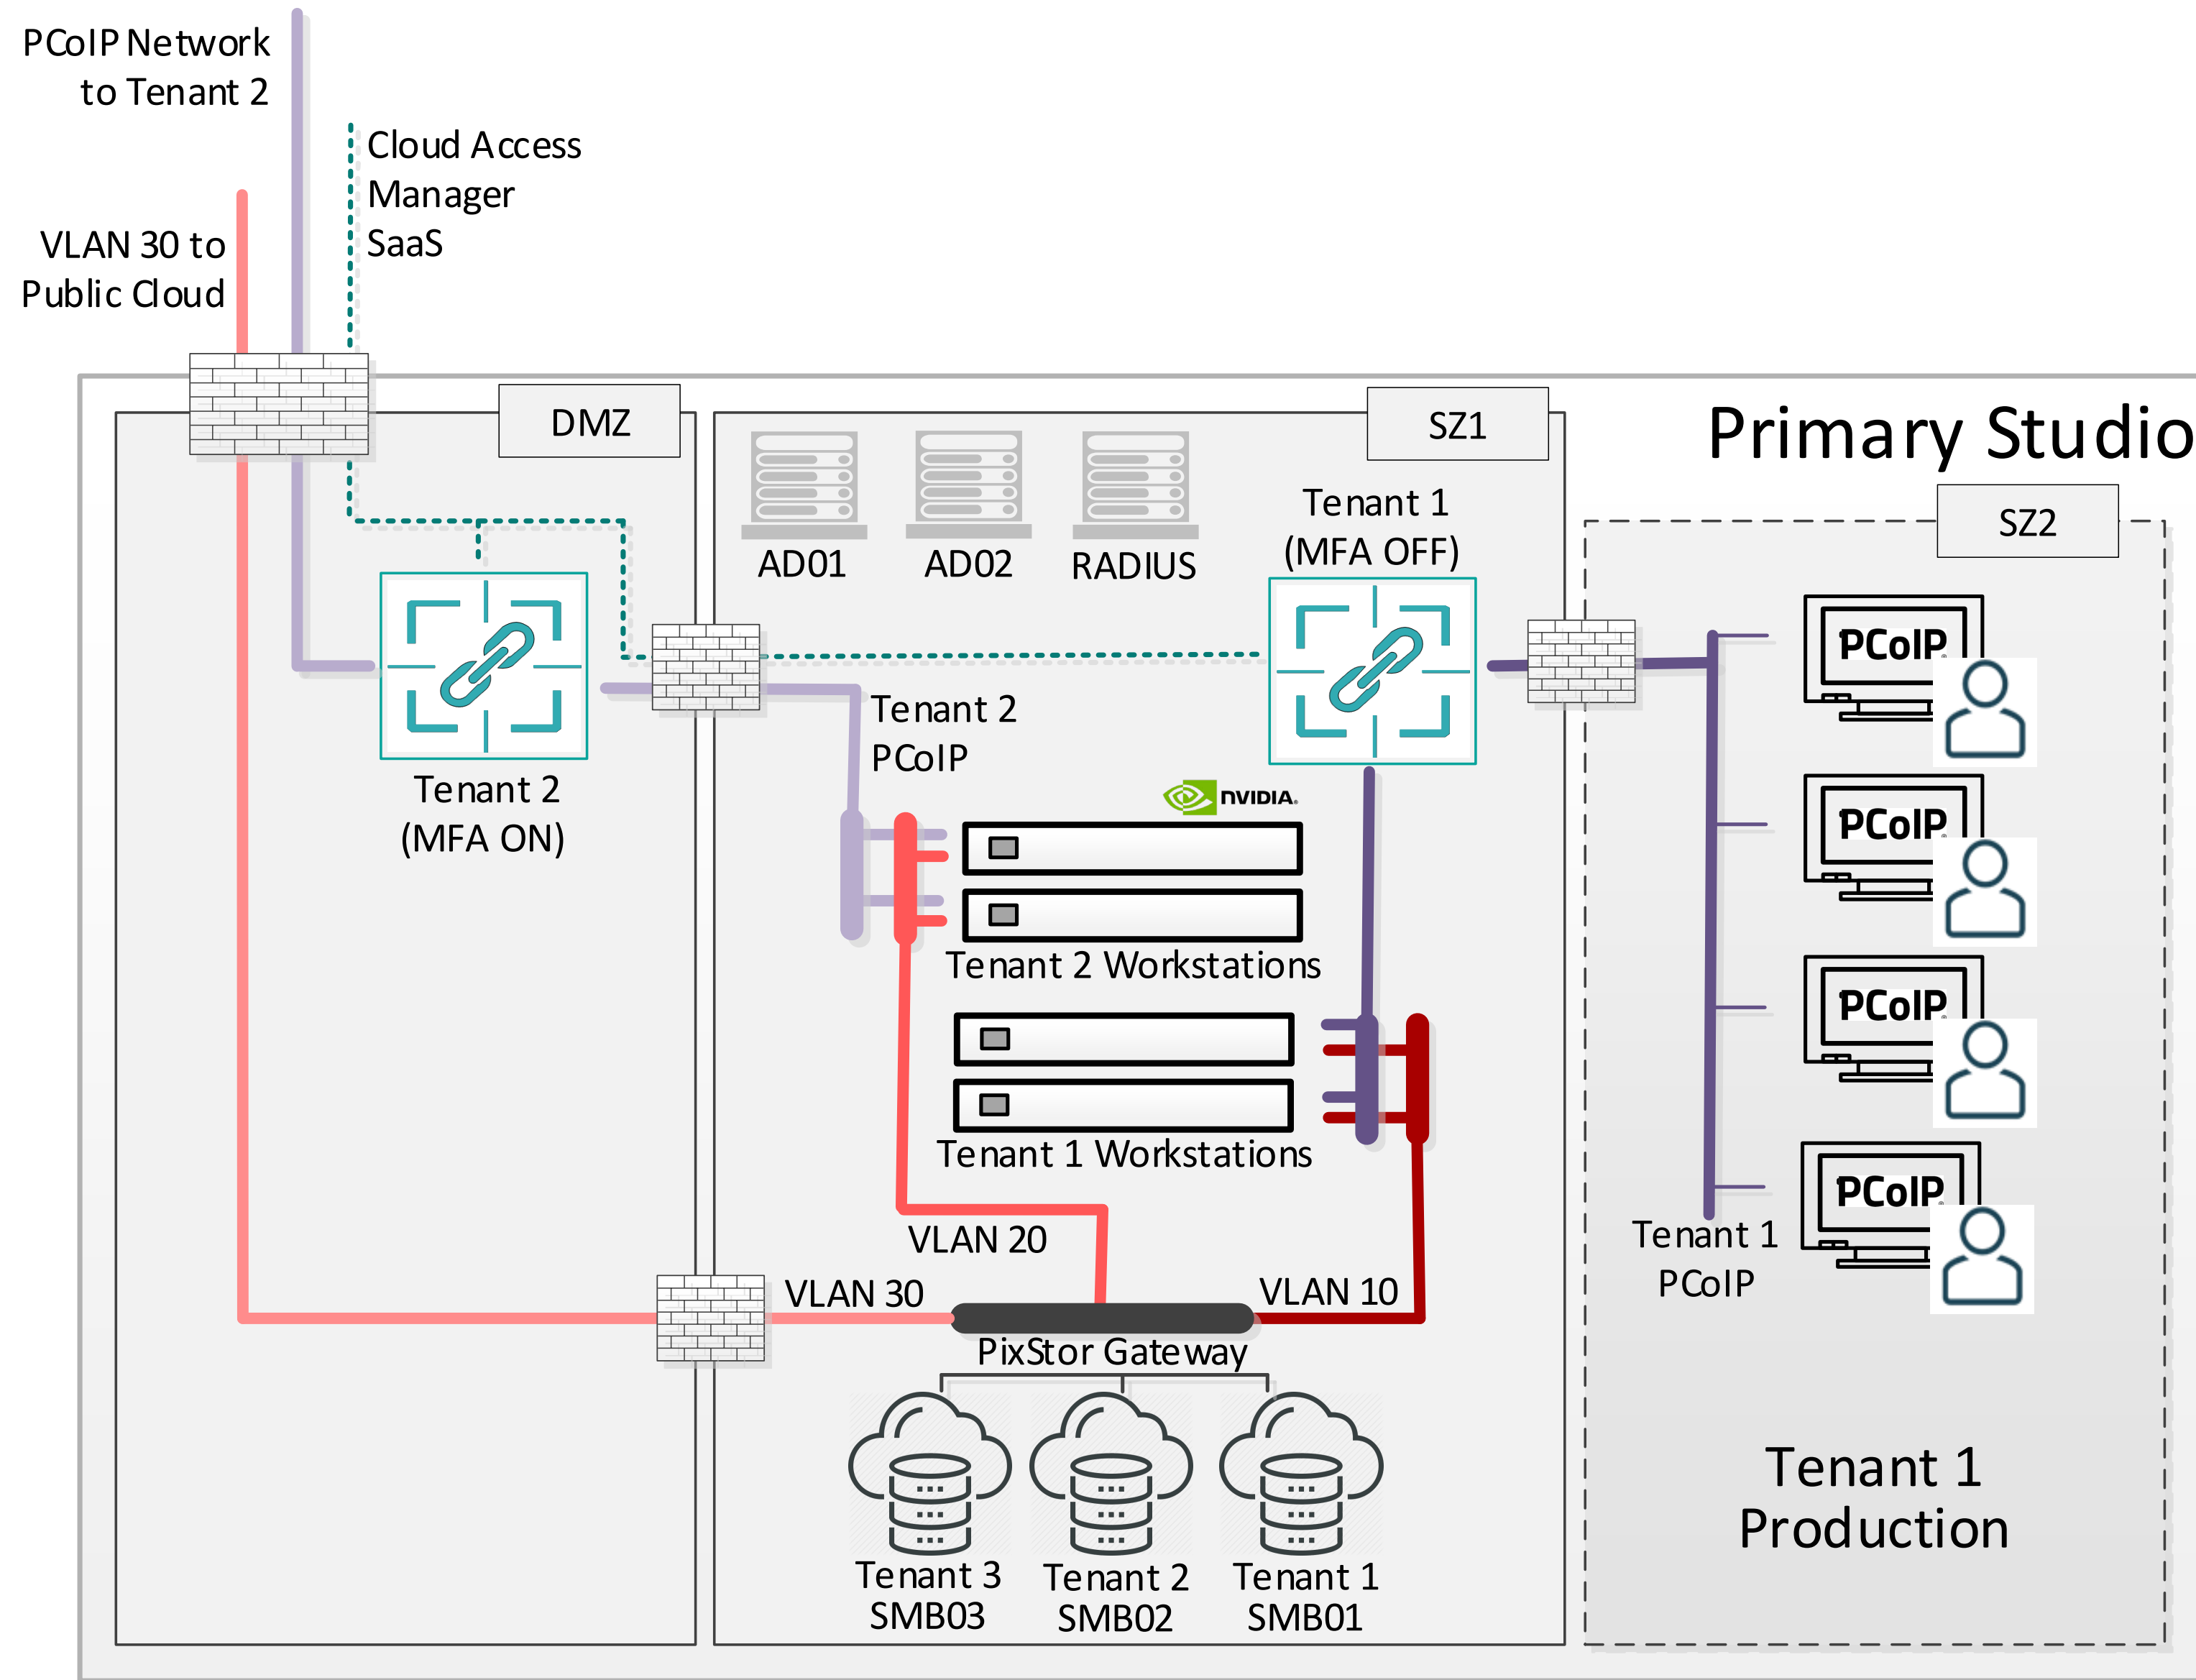 PCoIP Network
to Tenant 2
Cloud Access
Manager
SaaS
VLAN 30 to
Public Cloud
DMZ
SZ1
Primary Studio
SZ2
AD01
AD02
RADIUS
Tenant 1
(MFA OFF)
Tenant 2
(MFA ON)
Tenant 2
PCoIP
NVIDIA.
Tenant 2 Workstations
Tenant 1 Workstations
PCoIP
PCoIP
PCoIP
PCoIP
Tenant 1
PCoIP
VLAN 20
VLAN 30
VLAN 10
PixStor Gateway
Tenant 3
SMB03
Tenant 2
SMB02
Tenant 1
SMB01
Tenant 1
Production